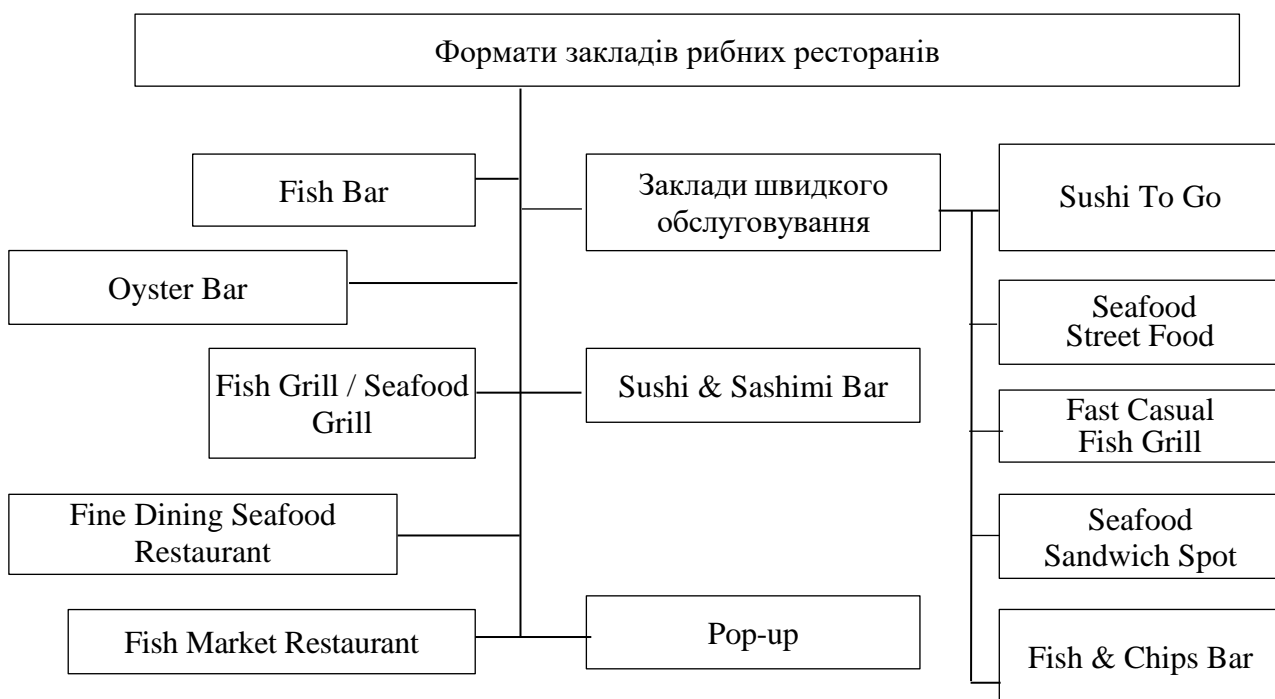 Формати закладів рибних ресторанів
Fish Bar
Заклади швидкого
обслуговування
Sushi To Go
Oyster Bar
Seafood
Street Food
Fish Grill / Seafood
Grill
Sushi & Sashimi Bar
Fast Casual
Fish Grill
Fine Dining Seafood
Restaurant
Seafood
Sandwich Spot
Fish Market Restaurant
Pop-up
Fish & Chips Bar